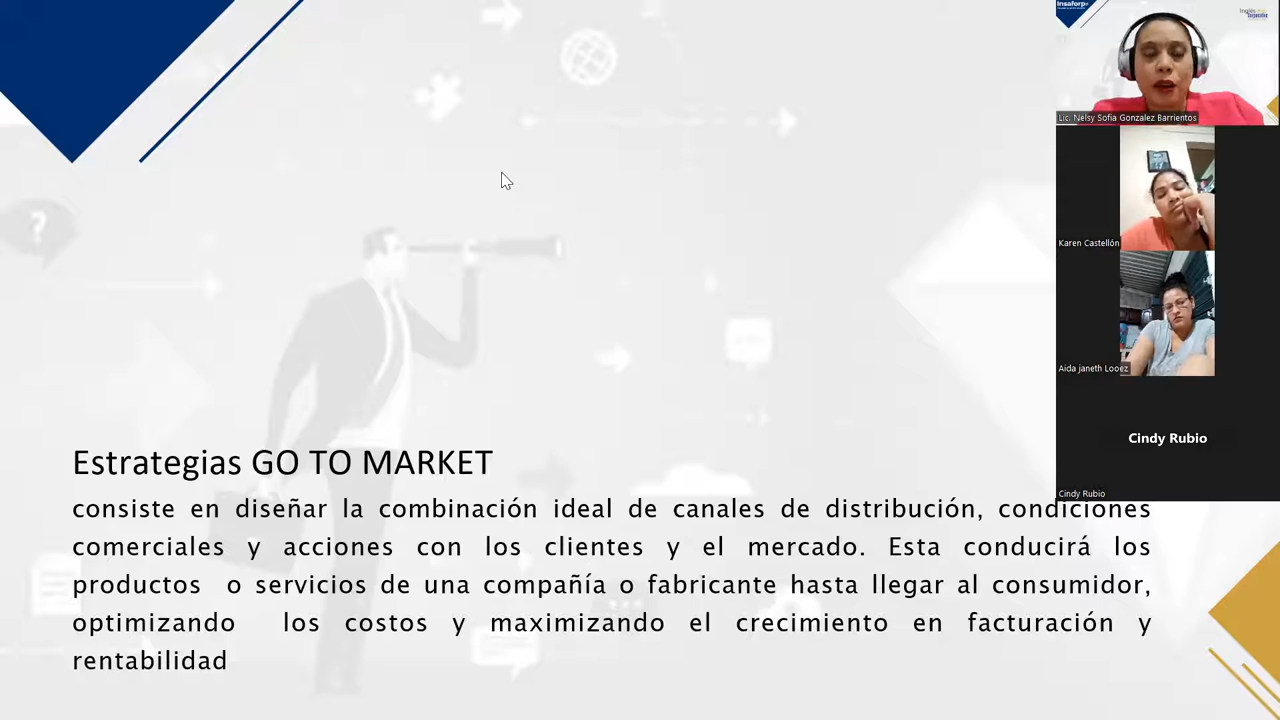 Insaforp
Lic. Nelsy Sofia Gonzalez Barrientos
Karen Castellón
Aida janeth Looez
Cindy Rubio
Cindy Rubio
?
Estrategias GO TO MARKET
consiste en diseñar la combinación ideal de canales de distribución, condiciones
comerciales y acciones con los clientes y el mercado. Esta conducirá los
productos o servicios de una compañía o fabricante hasta llegar al consumidor,
optimizando los costos y maximizando el crecimiento en facturación y
rentabilidad